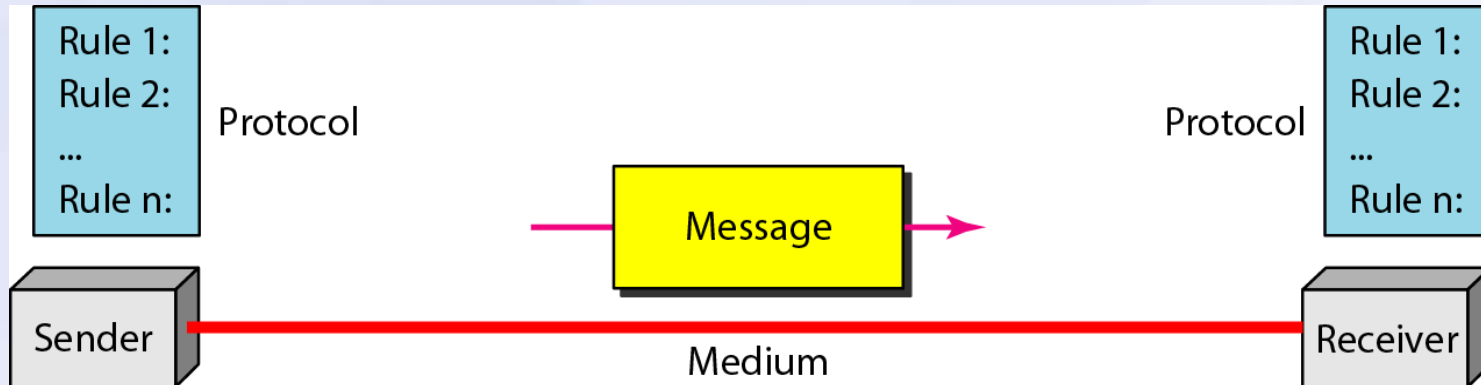 Rule 1:
Rule 2:
...
Rule n:
Protocol
Protocol
Rule 1:
Rule 2:
...
Rule n:
Message
Sender
Medium
Receiver